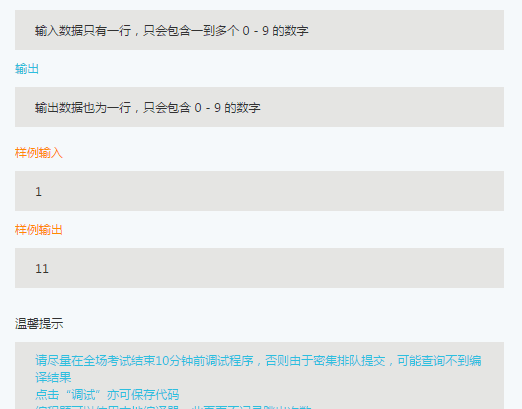 输入数据只有一行，只会包含一到多个 0 - 9 的数字
输出
输出数据也为一行，只会包含 0 - 9 的数字
样例输入
1
样例输出
11
温馨提示
请尽量在全场考试结束10分钟前调试程序，否则由于密集排队提交，可能查询不到编
译结果
点击“调试”亦可保存代码